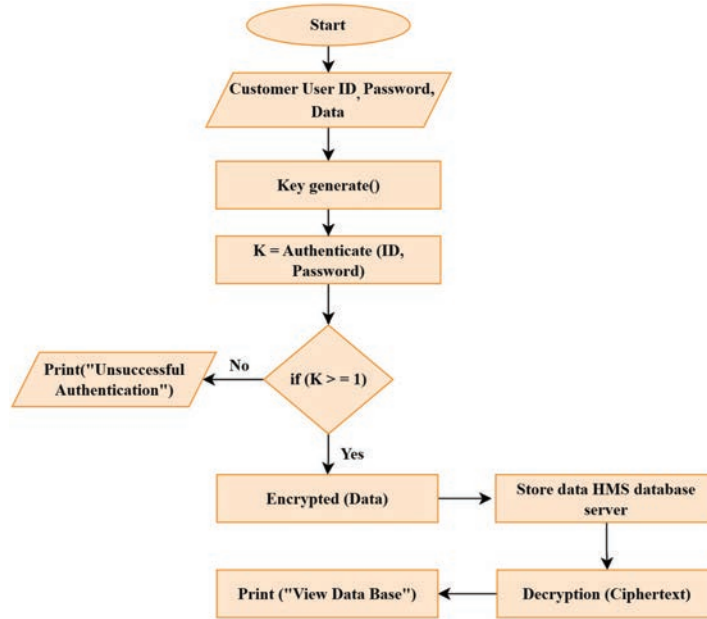 Start
Customer User ID, Password,
Data
Key generate()
K = Authenticate (ID,
Password)
if (K > = 1)
No
Print("Unsuccessful
Authentication")
Yes
Encrypted (Data)
Store data HMS database
server
Decryption (Ciphertext)
Print ("View Data Base")